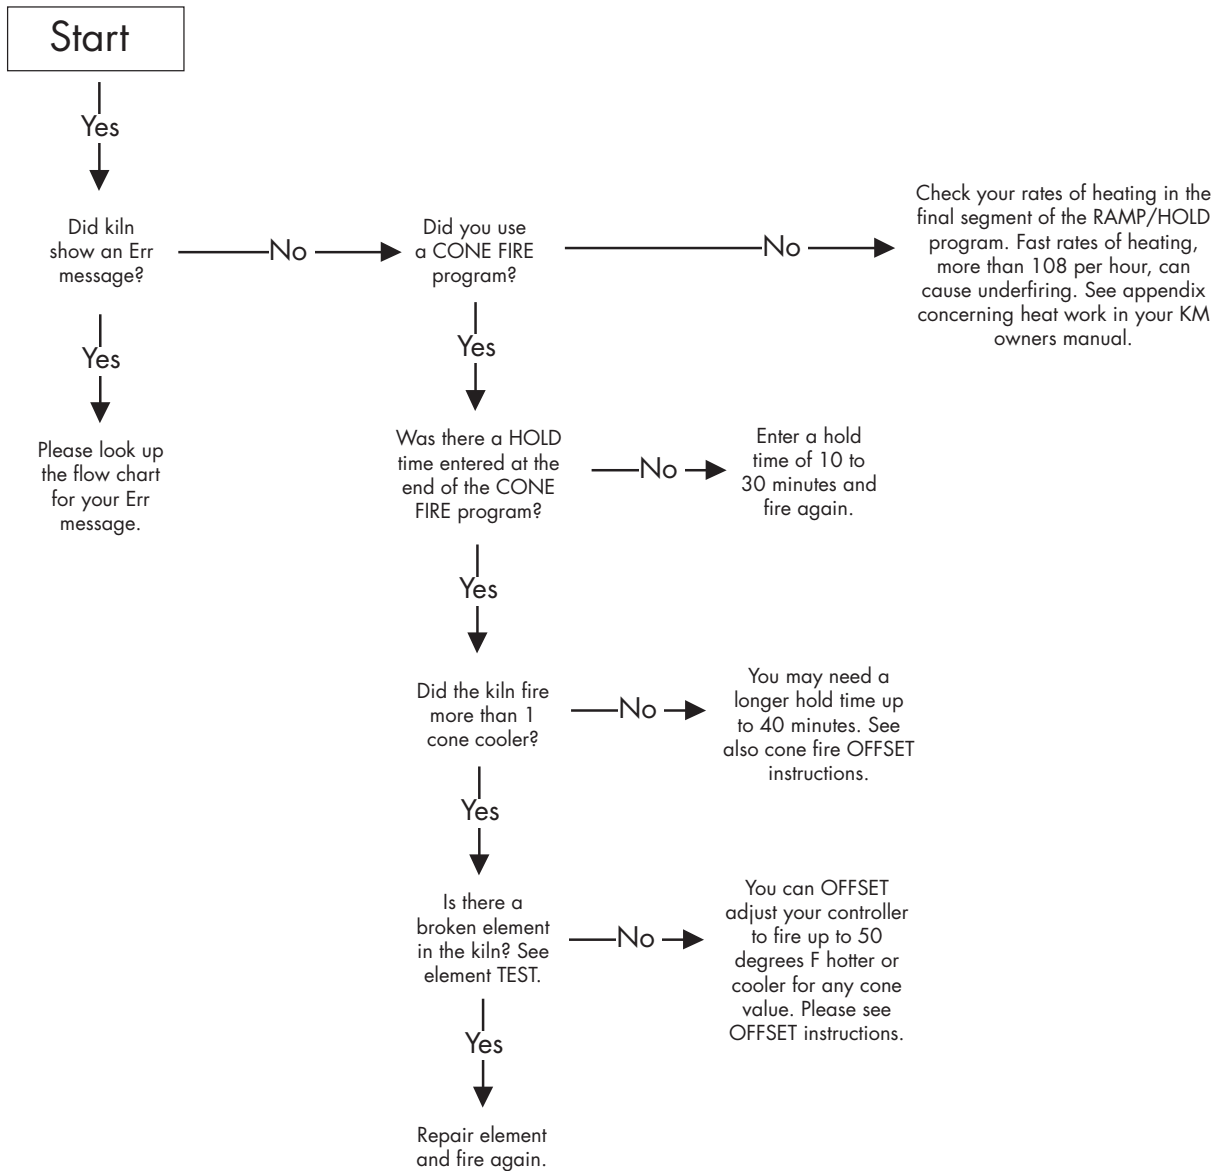 Start
Yes
Did kiln
show an Err
message?
No
Did you use
a CONE FIRE
program?
No
Check your rates of heating in the
final segment of the RAMP/HOLD
program. Fast rates of heating,
more than 108 per hour, can
cause underfiring. See appendix
concerning heat work in your KM
owners manual.
Yes
Please look up
the flow chart
for your Err
message.
Yes
Was there a HOLD
time entered at the
end of the CONE
FIRE program?
No
Enter a hold
time of 10 to
30 minutes and
fire again.
Yes
Did the kiln fire
more than 1
cone cooler?
No
You may need a
longer hold time up
to 40 minutes. See
also cone fire OFFSET
instructions.
Yes
Is there a
broken element
in the kiln? See
element TEST.
No
You can OFFSET
adjust your controller
to fire up to 50
degrees F hotter or
cooler for any cone
value. Please see
OFFSET instructions.
Yes
Repair element
and fire again.